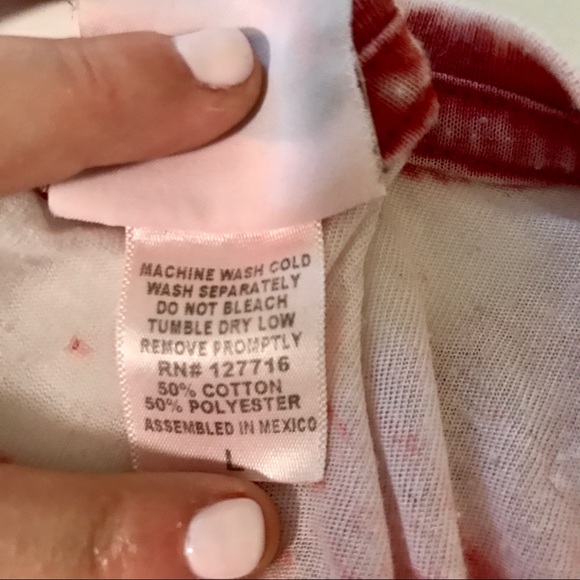 MACHINE WASH COLD
WASH SEPARATELY
DO NOT BLEACH
TUMBLE DRY LOW
REMOVE PROMPTLY
RN# 127716
50% COTTON
50% POLYESTER
ASSEMBLED IN MEXICO
L